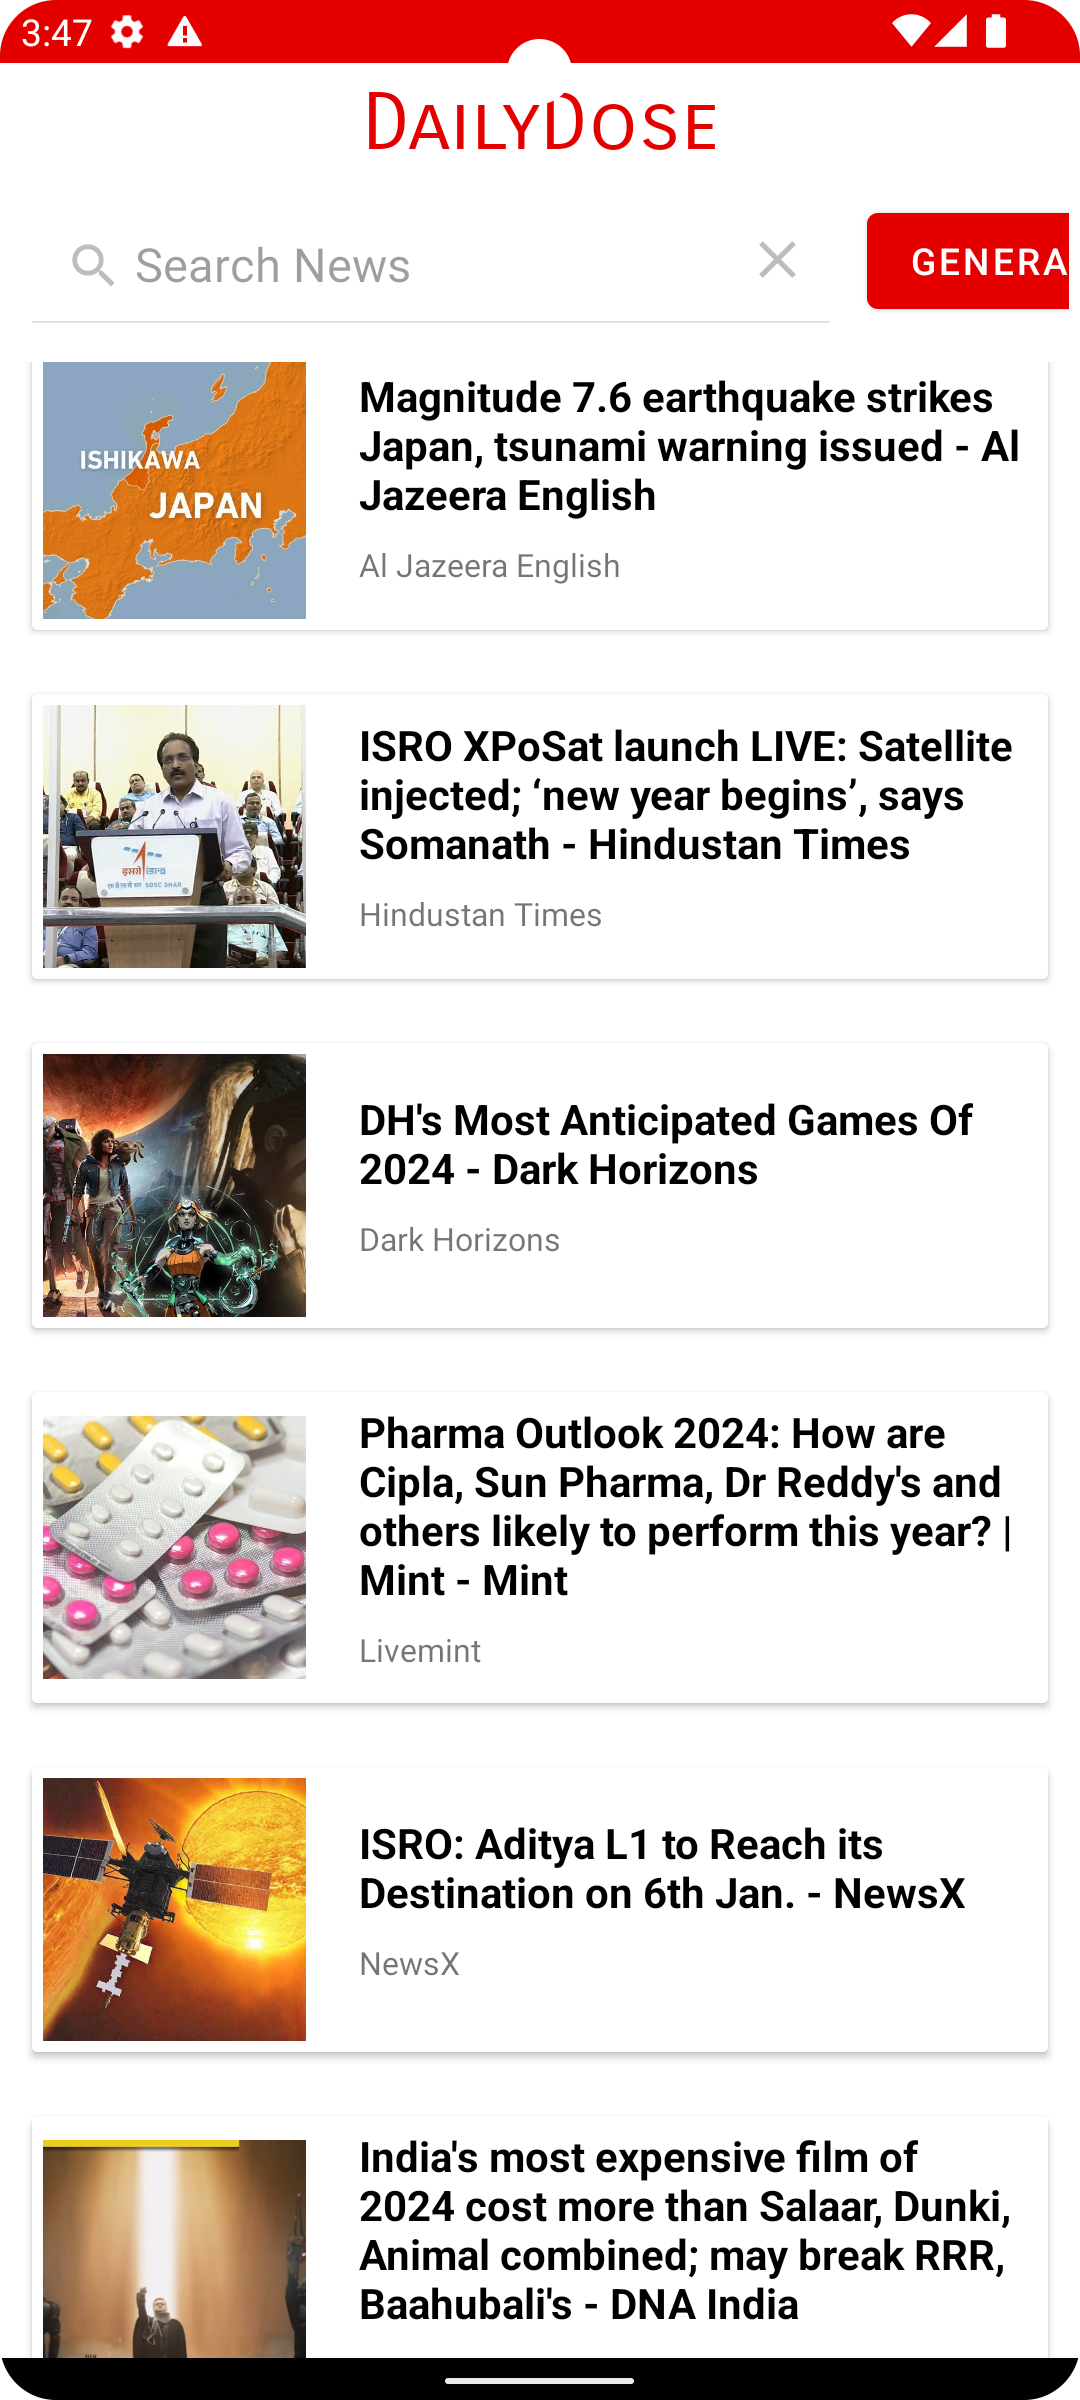 3:47
DAILYDOSE
Search News
GENERA
ISHIKAWA
JAPAN
Magnitude 7.6 earthquake strikes
Japan, tsunami warning issued - Al
Jazeera English
Al Jazeera English
ISRO XPoSat launch LIVE: Satellite
injected; ‘new year begins’, says
Somanath - Hindustan Times
Hindustan Times
इसरो isro
SDSC SHAR
DH's Most Anticipated Games Of
2024 - Dark Horizons
Dark Horizons
Pharma Outlook 2024: How are
Cipla, Sun Pharma, Dr Reddy's and
others likely to perform this year? |
Mint - Mint
Livemint
ISRO: Aditya L1 to Reach its
Destination on 6th Jan. - NewsX
NewsX
India's most expensive film of
2024 cost more than Salaar, Dunki,
Animal combined; may break RRR,
Baahubali's - DNA India